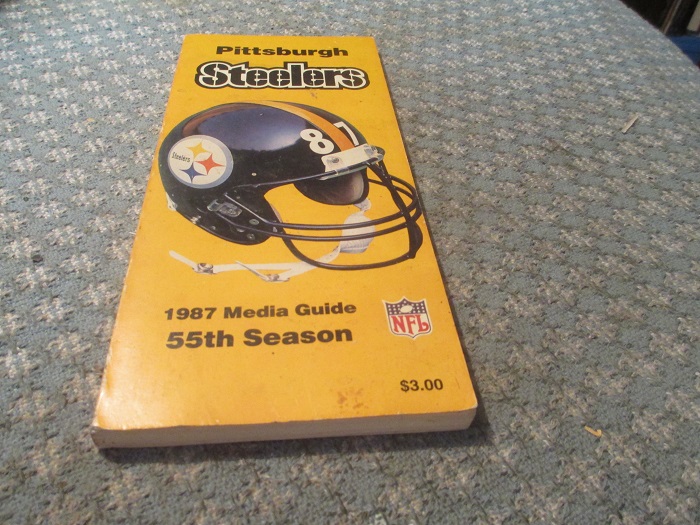 Pittsburgh
Steelers
87
Steelers
1987 Media Guide
55th Season
NFL
$3.00